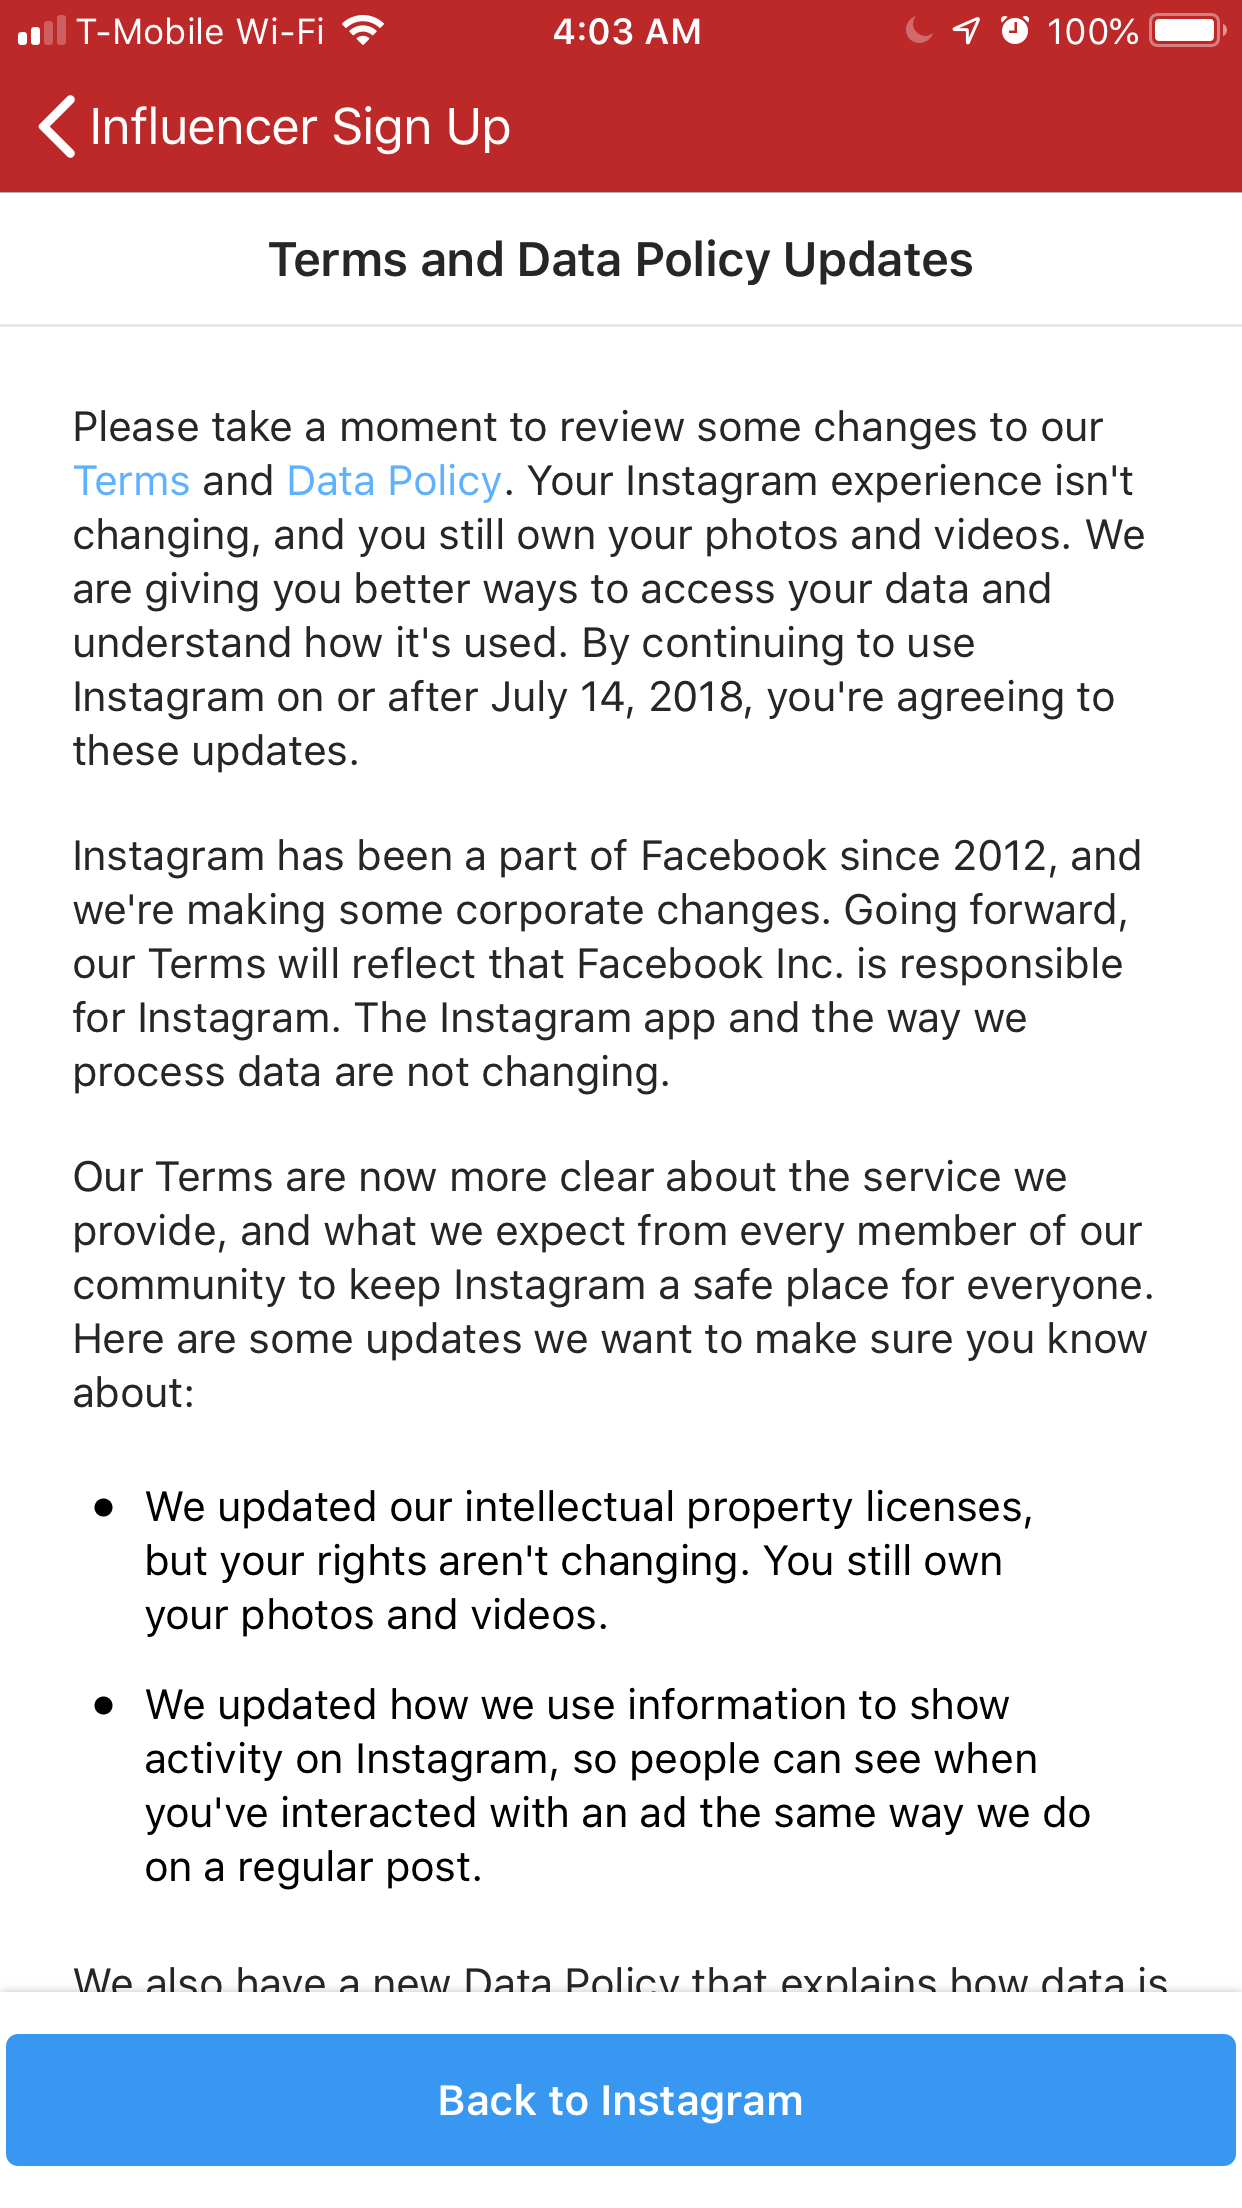 T-Mobile Wi-Fi 4:03 AM 100%
Influencer Sign Up
Terms and Data Policy Updates
Please take a moment to review some changes to our
Terms and Data Policy. Your Instagram experience isn't
changing, and you still own your photos and videos. We
are giving you better ways to access your data and
understand how it's used. By continuing to use
Instagram on or after July 14, 2018, you're agreeing to
these updates.
Instagram has been a part of Facebook since 2012, and
we're making some corporate changes. Going forward,
our Terms will reflect that Facebook Inc. is responsible
for Instagram. The Instagram app and the way we
process data are not changing.
Our Terms are now more clear about the service we
provide, and what we expect from every member of our
community to keep Instagram a safe place for everyone.
Here are some updates we want to make sure you know
about:
● We updated our intellectual property licenses,
but your rights aren't changing. You still own
your photos and videos.
● We updated how we use information to show
activity on Instagram, so people can see when
you've interacted with an ad the same way we do
on a regular post.
We also have a new Data Policy that explains how data is
Back to Instagram